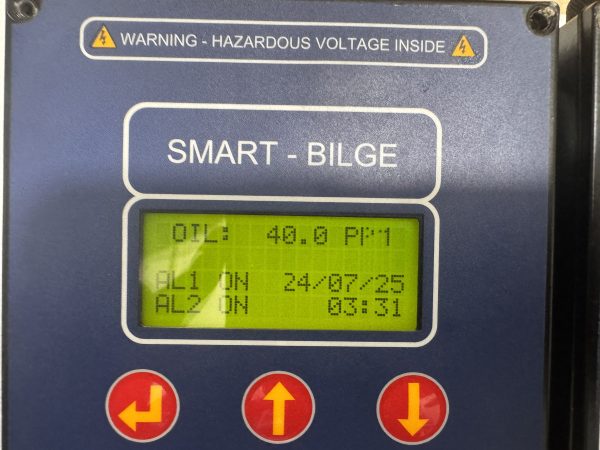 WARNING - HAZARDOUS VOLTAGE INSIDE
SMART - BILGE
OIL: 40.0 PPM
AL1 ON 24/07/25
AL2 ON 03:31